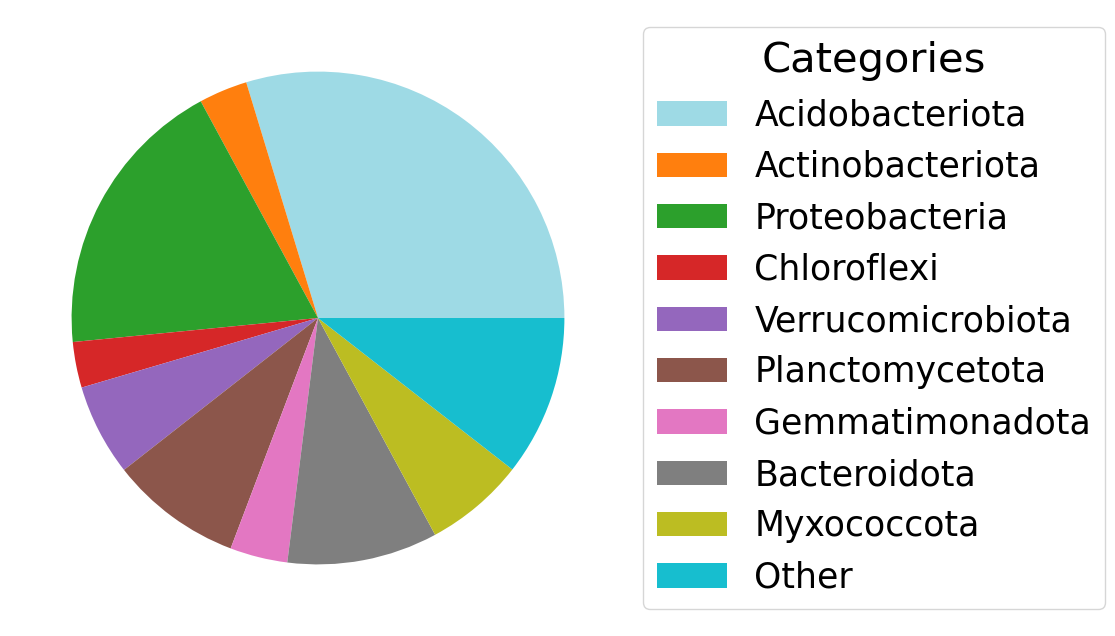 Categories
Acidobacteriota
Actinobacteriota
Proteobacteria
Chloroflexi
Verrucomicrobiota
Planctomycetota
Gemmatimonadota
Bacteroidota
Myxococcota
Other